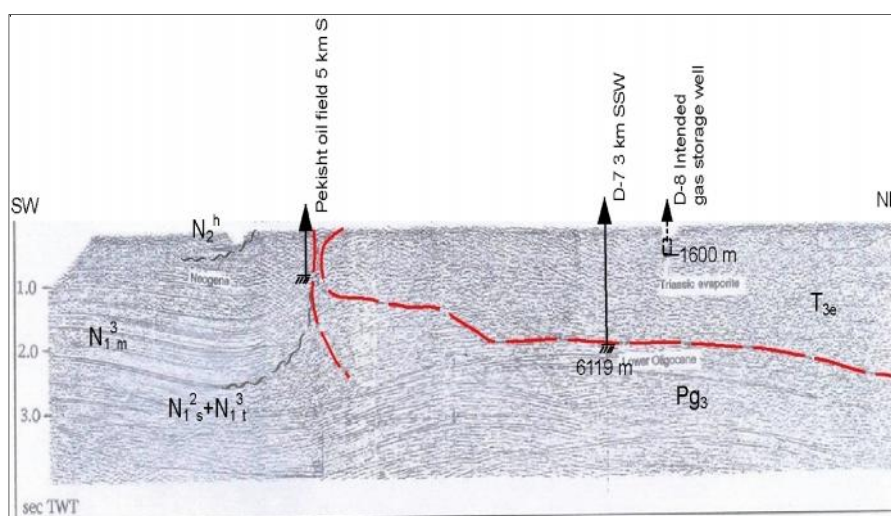 Pekisht oil field 5 km S
D-7 3 km SSW
D-8 Intended
gas storage well
SW
N₂ʰ
1600 m
Neogene
Triassic evaporite
1.0
T₃ₑ
N₁³ₘ
2.0
Lower Oligocene
6119 m
Pg₃
N₁²ₛ+N₁³ₜ
3.0
sec TWT